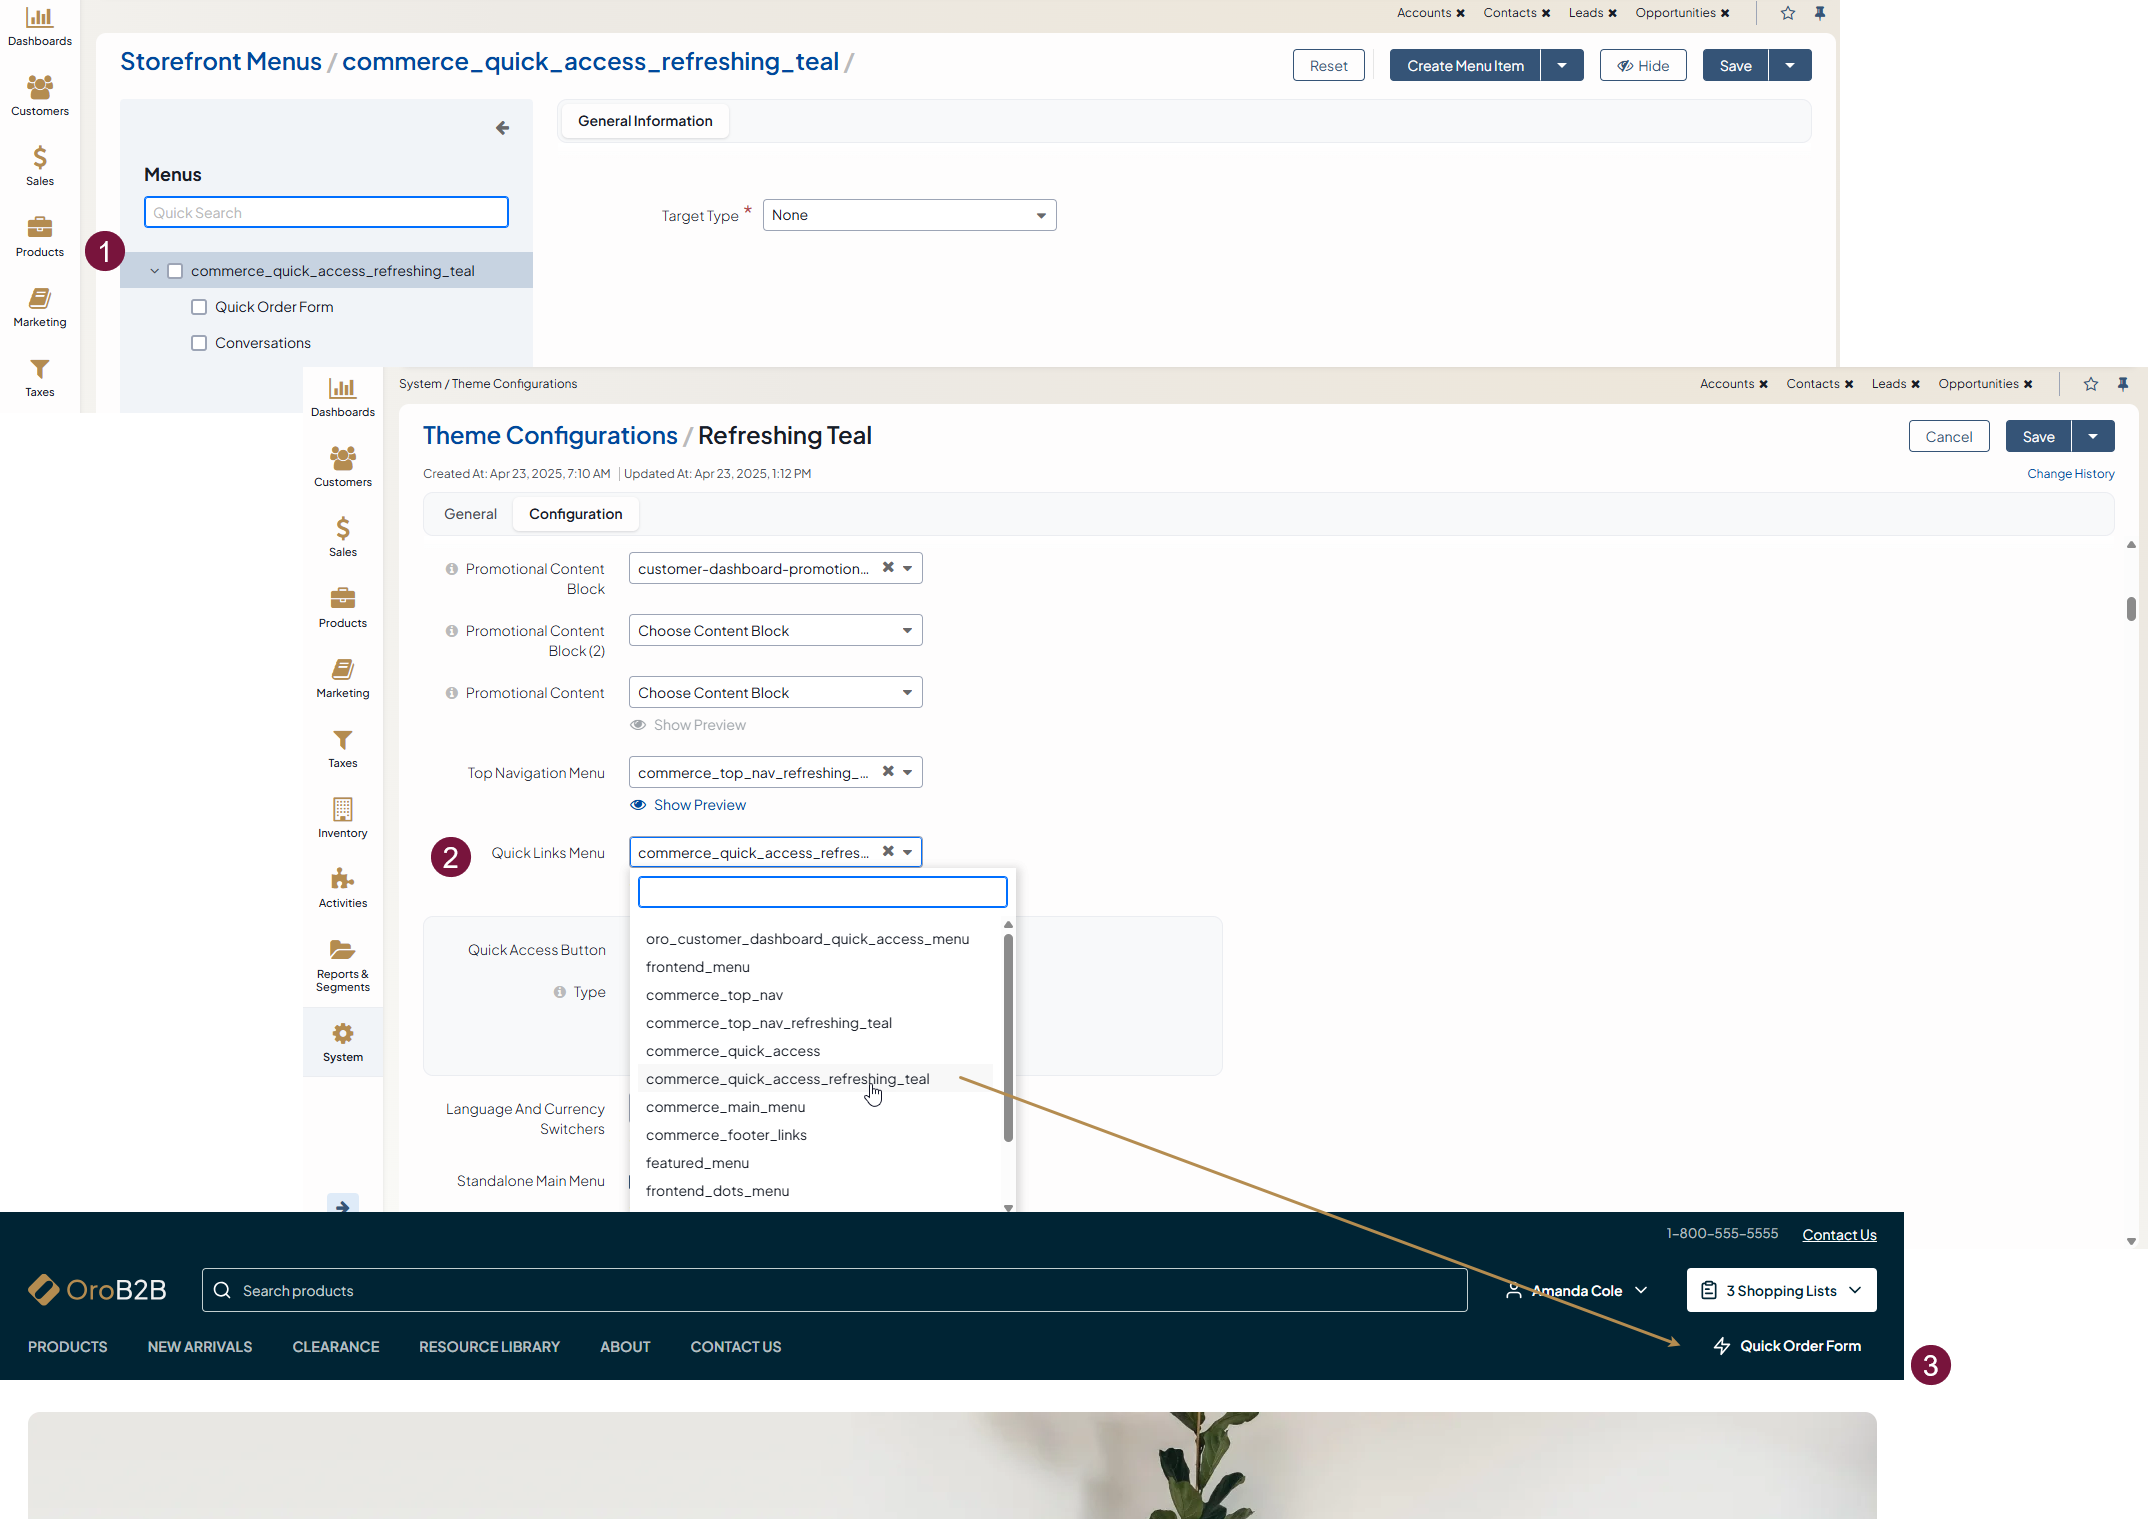 Dashboards
Customers
Sales
Products
Marketing
Taxes
Accounts ✖ Contacts ✖ Leads ✖ Opportunities ✖
Storefront Menus / commerce_quick_access_refreshing_teal /
Reset
Create Menu Item
Hide
Save
Menus
Quick Search
1
commerce_quick_access_refreshing_teal
Quick Order Form
Conversations
General Information
Target Type * None
Dashboards
Customers
Sales
Products
Marketing
Taxes
Inventory
Activities
Reports &
Segments
System
System / Theme Configurations
Accounts ✖ Contacts ✖ Leads ✖ Opportunities ✖
Theme Configurations / Refreshing Teal
Cancel
Save
Created At: Apr 23, 2025, 7:10 AM | Updated At: Apr 23, 2025, 1:12 PM
Change History
General
Configuration
Promotional Content
Block
customer-dashboard-promotion...
Promotional Content
Block (2)
Choose Content Block
Promotional Content
Choose Content Block
Show Preview
Top Navigation Menu
commerce_top_nav_refreshing_...
Show Preview
2
Quick Links Menu
commerce_quick_access_refres...
oro_customer_dashboard_quick_access_menu
frontend_menu
commerce_top_nav
commerce_top_nav_refreshing_teal
commerce_quick_access
commerce_quick_access_refreshing_teal
commerce_main_menu
commerce_footer_links
featured_menu
frontend_dots_menu
Quick Access Button
Type
Language And Currency
Switchers
Standalone Main Menu
1-800-555-5555
Contact Us
OroB2B
Search products
Amanda Cole
3 Shopping Lists
PRODUCTS
NEW ARRIVALS
CLEARANCE
RESOURCE LIBRARY
ABOUT
CONTACT US
Quick Order Form
3